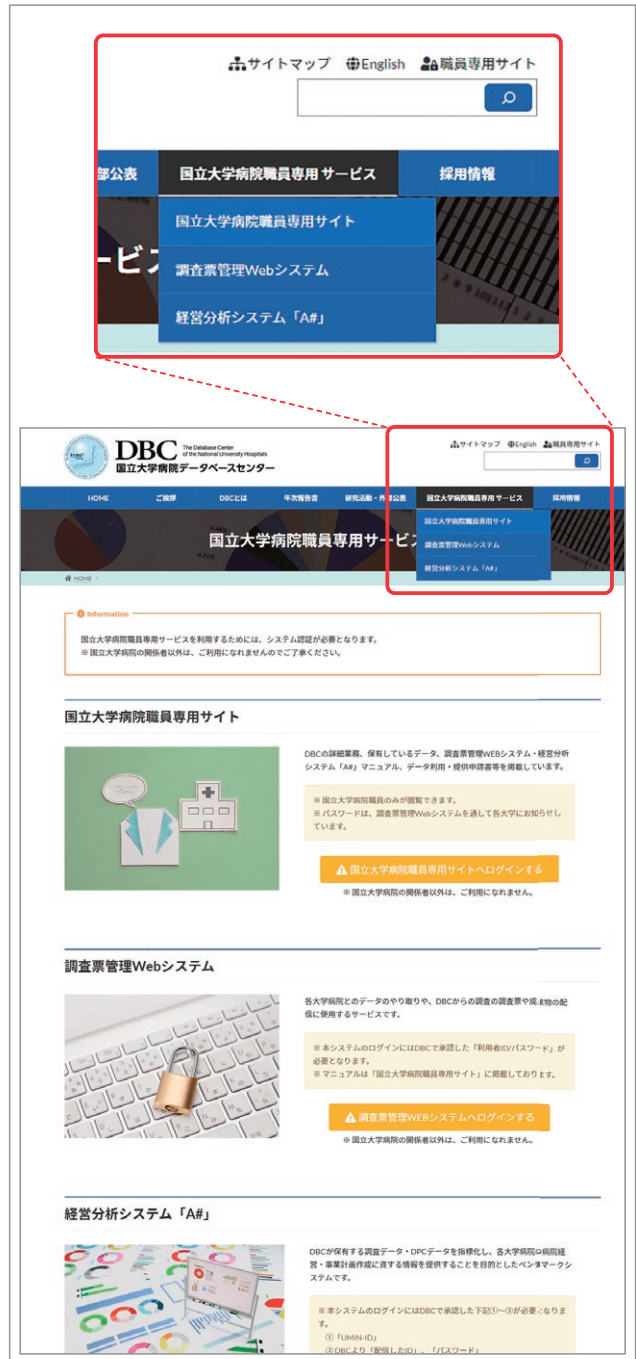 サイトマップ English 職員専用サイト
部公表 国立大学病院職員専用 サービス 採用情報
国立大学病院職員専用サイト
ービス
調査票管理Webシステム
経営分析システム「A#」
DBC The Database Center
of the National University Hospitals
国立大学病院データベースセンター
サイトマップ English 職員専用サイト
HOME ご挨拶 DBCとは 年次報告書 研究活動・外部公表 国立大学病院職員専用 サービス 採用情報
国立大学病院職員専用サイト
国立大学病院職員専用サービス
調査票管理Webシステム
経営分析システム「A#」
HOME
Information
国立大学病院職員専用サービスを利用するためには、システム認証が必要となります。
※国立大学病院の関係者以外は、ご利用になれませんのでご了承ください。
国立大学病院職員専用サイト
DBCの詳細業務、保有しているデータ、調査票管理WEBシステム・経営分析
システム「A#」マニュアル、データ利用・提供申請書等を掲載しています。
※国立大学病院職員のみが閲覧できます。
※パスワードは、調査票管理Webシステムを通して各大学にお知らせし
ています。
国立大学病院職員専用サイトへログインする
※国立大学病院の関係者以外は、ご利用になれません。
調査票管理Webシステム
各大学病院とのデータのやり取りや、DBCからの調査の調査票や成果物の配
信に使用するサービスです。
※本システムのログインにはDBCで承認した「利用者ID/パスワード」が
必要となります。
※マニュアルは「国立大学病院職員専用サイト」に掲載しております。
調査票管理WEBシステムへログインする
※国立大学病院の関係者以外は、ご利用になれません。
経営分析システム「A#」
DBCが保有する調査データ・DPCデータを指標化し、各大学病院の病院経
営・事業計画作成に資する情報を提供することを目的としたベンチマークシ
ステムです。
※本システムのログインにはDBCで承認した下記①～③が必要となりま
す。
①「UMIN-ID」
②DBCより「配信したID」、「パスワード」